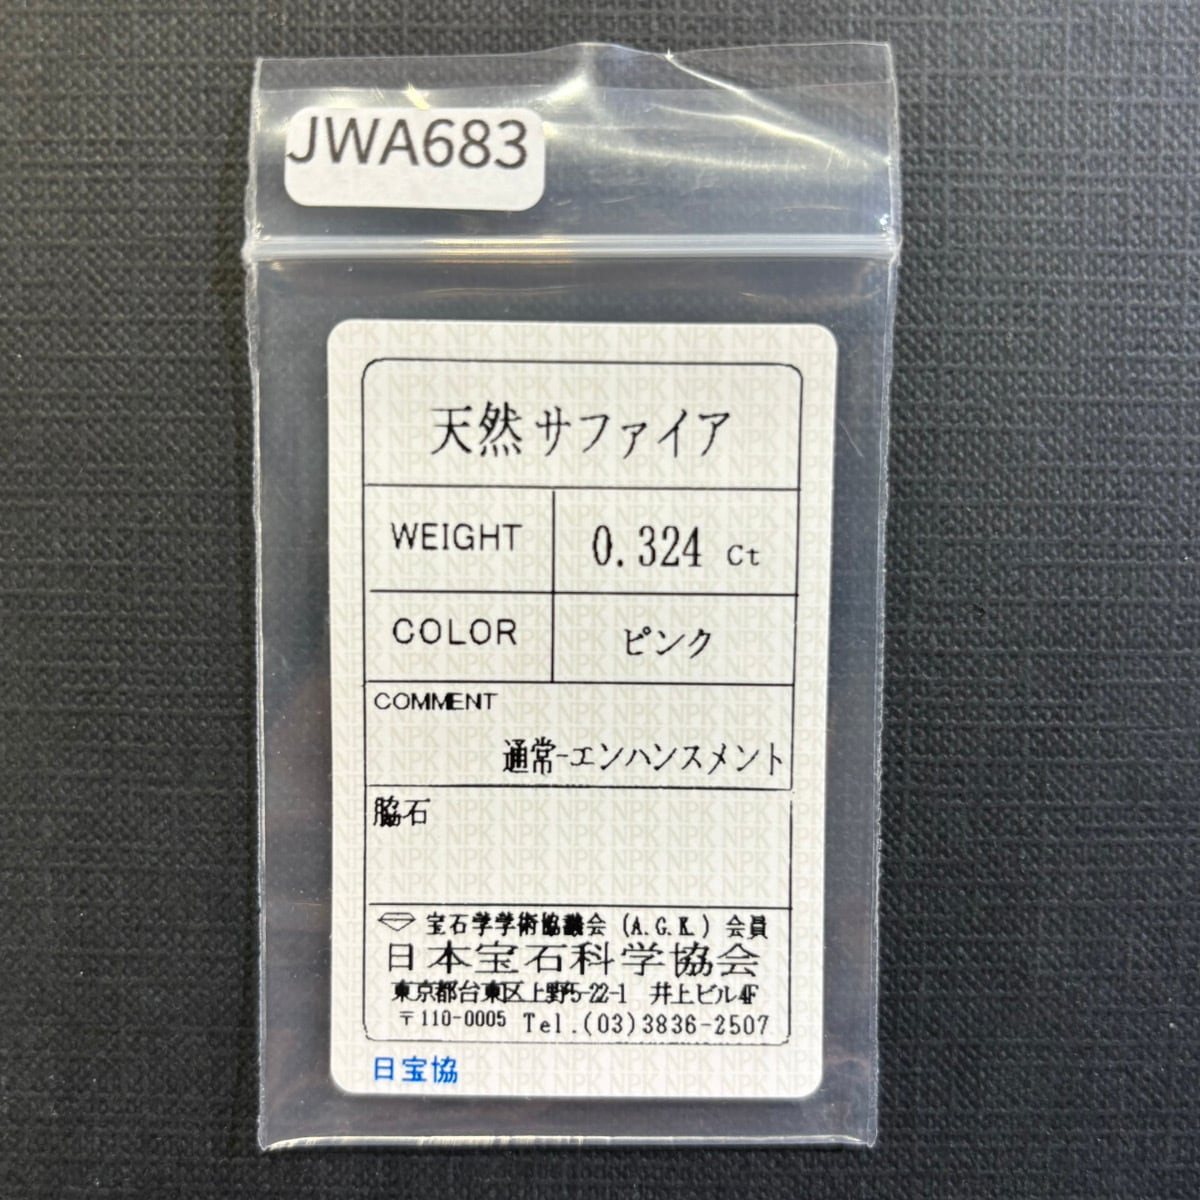 JWA683
天然サファイア
WEIGHT 0.324 Ct
COLOR ピンク
COMMENT
通常-エンハンスメント
脇石
宝石学学術協議会 (A.G.K.) 会員
日本宝石科学協会
東京都台東区上野5-22-1 井上ビル4F
〒110-0005 Tel.(03)3836-2507
日宝協